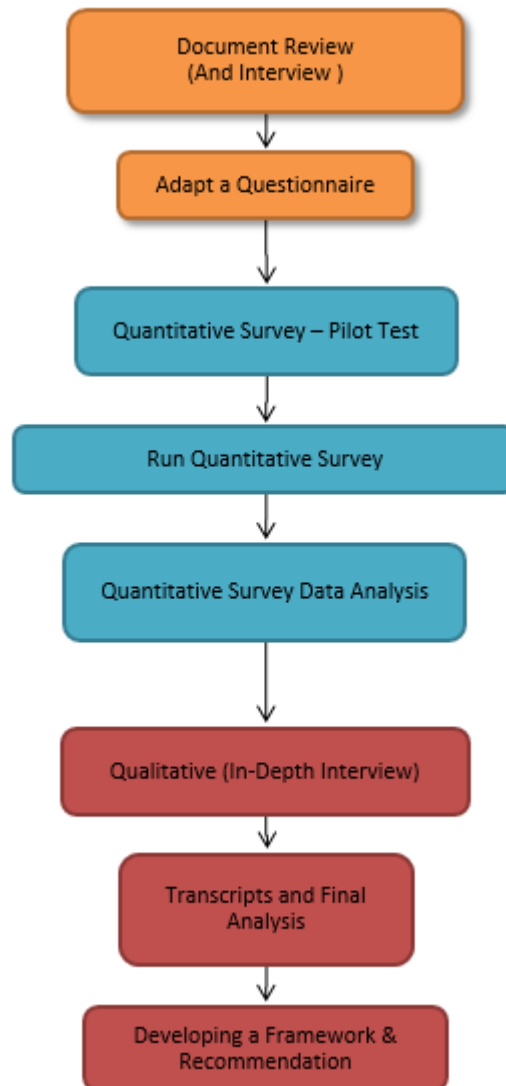 Document Review
(And Interview )
Adapt a Questionnaire
Quantitative Survey – Pilot Test
Run Quantitative Survey
Quantitative Survey Data Analysis
Qualitative (In-Depth Interview)
Transcripts and Final
Analysis
Developing a Framework &
Recommendation